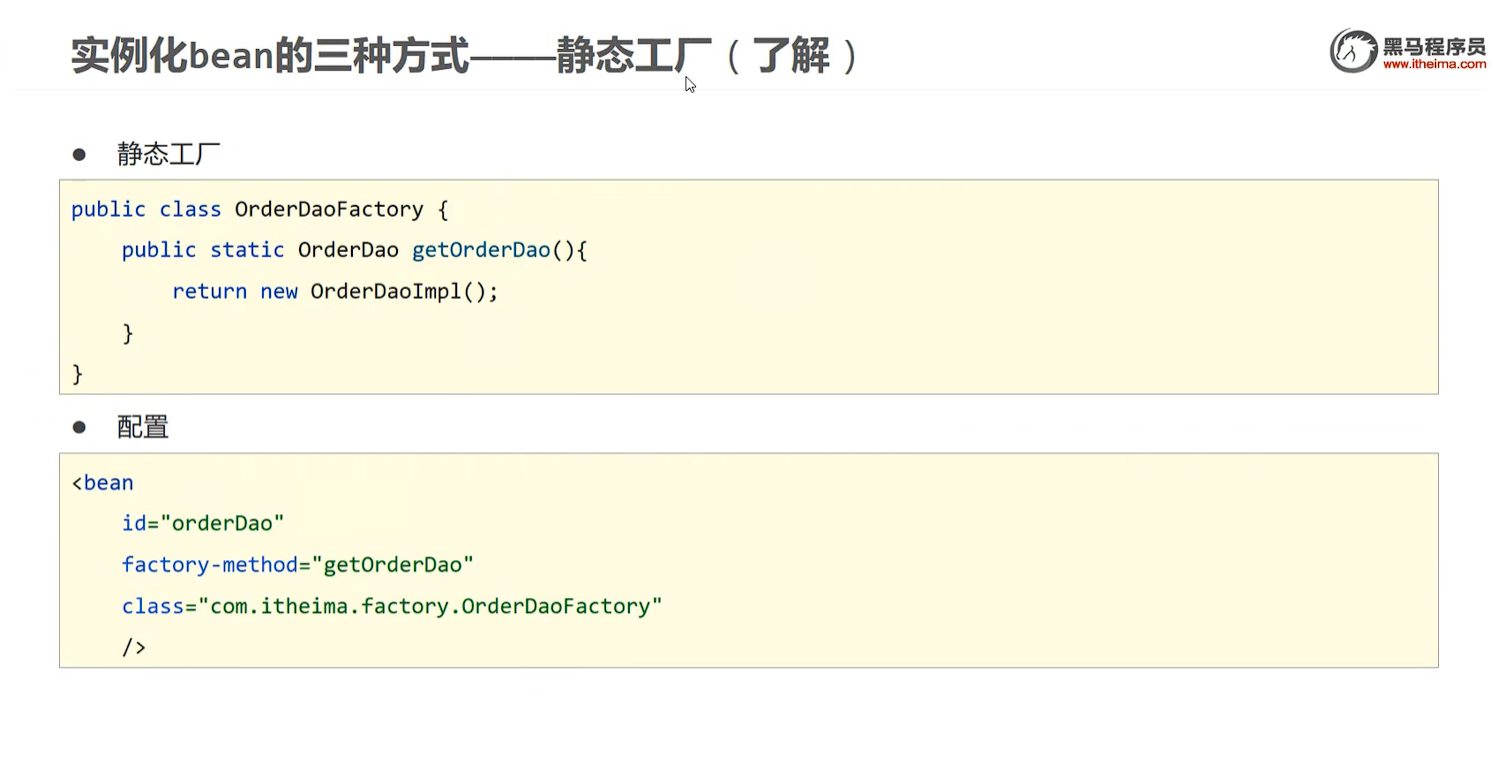 实例化bean的三种方式——静态工厂（了解）
黑马程序员
www.itheima.com
● 静态工厂
public class OrderDaoFactory {
    public static OrderDao getOrderDao(){
        return new OrderDaoImpl();
    }
}
● 配置
<bean
    id="orderDao"
    factory-method="getOrderDao"
    class="com.itheima.factory.OrderDaoFactory"
    />